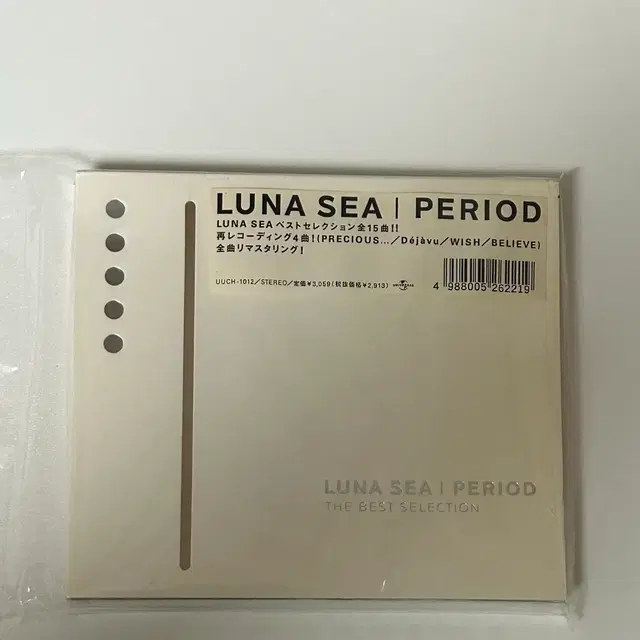 LUNA SEA | PERIOD
LUNA SEA ベストセレクション全15曲!!
再レコーディング4曲!(PRECIOUS.../Déjàvu/WISH/BELIEVE)
全曲リマスタリング!
UUCH-1012/STEREO/定価¥3,059(税抜価格¥2,913) UNIVERSAL
4 988005 262219
LUNA SEA | PERIOD
THE BEST SELECTION